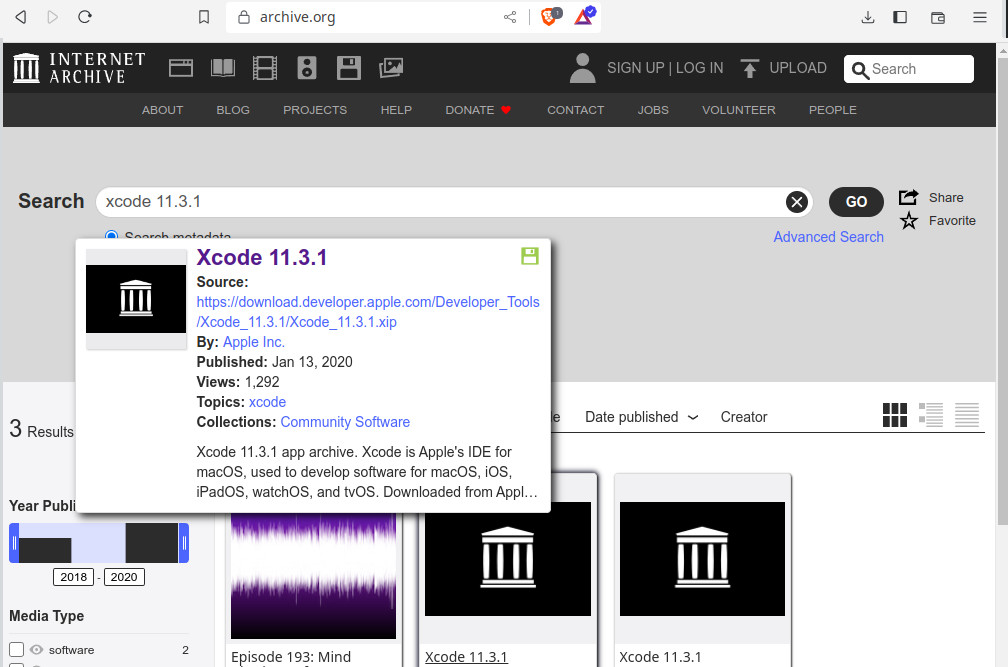 archive.org
1
INTERNET
ARCHIVE
SIGN UP | LOG IN
UPLOAD
Search
ABOUT BLOG PROJECTS HELP DONATE CONTACT JOBS VOLUNTEER PEOPLE
Search
xcode 11.3.1
GO
Share
Favorite
Search metadata
Advanced Search
Xcode 11.3.1
Source:
https://download.developer.apple.com/Developer_Tools
/Xcode_11.3.1/Xcode_11.3.1.xip
By: Apple Inc.
Published: Jan 13, 2020
Views: 1,292
Topics: xcode
Collections: Community Software
Xcode 11.3.1 app archive. Xcode is Apple's IDE for
macOS, used to develop software for macOS, iOS,
iPadOS, watchOS, and tvOS. Downloaded from Appl…
3 Results
Date published
Creator
Year Publi
2018 - 2020
Media Type
software 2
Episode 193: Mind
Xcode 11.3.1
Xcode 11.3.1